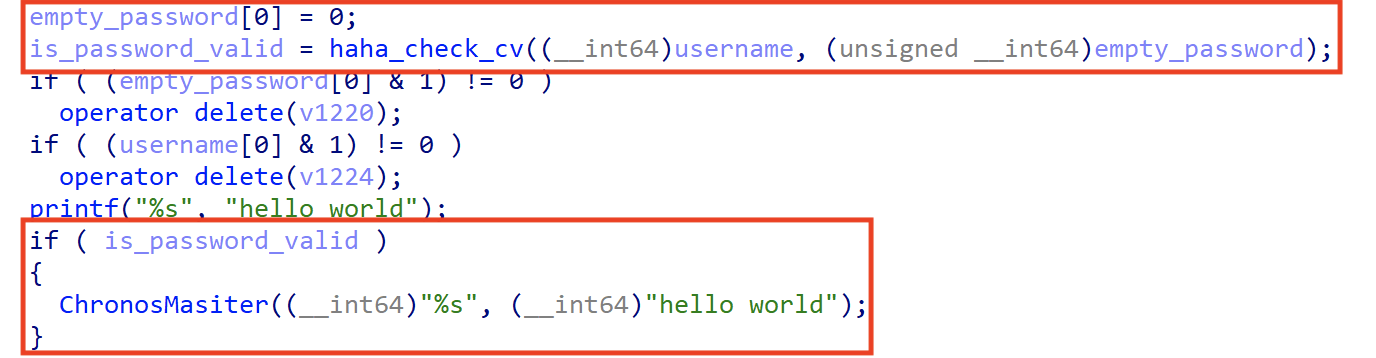 empty_password[0] = 0;
is_password_valid = haha_check_cv((__int64)username, (unsigned __int64)empty_password);
if ( (empty_password[0] & 1) != 0 )
  operator delete(v1220);
if ( (username[0] & 1) != 0 )
  operator delete(v1224);
printf("%s", "hello world");
if ( is_password_valid )
{
  ChronosMasiter((__int64)"%s", (__int64)"hello world");
}